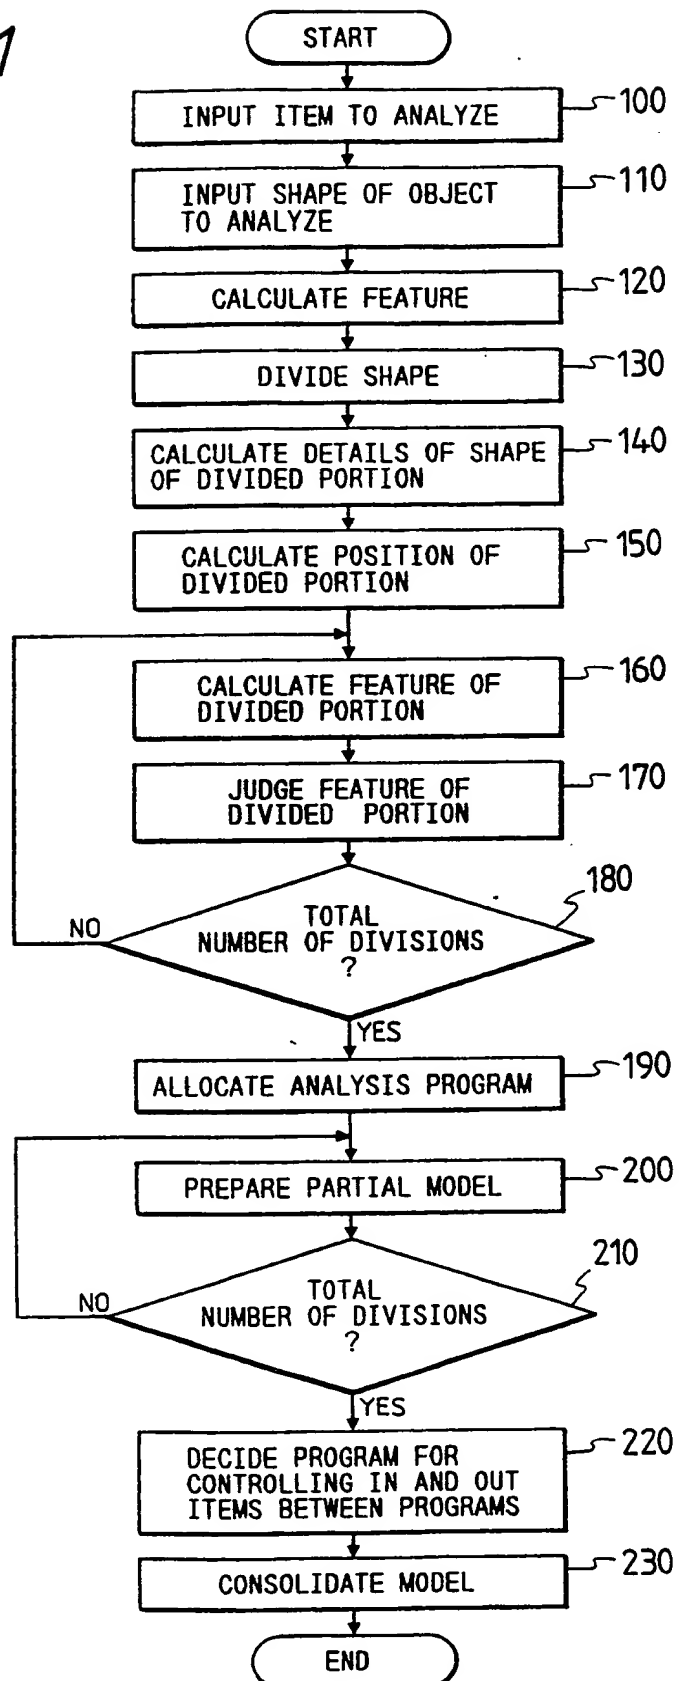 1
START
INPUT ITEM TO ANALYZE
100
INPUT SHAPE OF OBJECT
TO ANALYZE
110
CALCULATE FEATURE
120
DIVIDE SHAPE
130
CALCULATE DETAILS OF SHAPE
OF DIVIDED PORTION
140
CALCULATE POSITION OF
DIVIDED PORTION
150
CALCULATE FEATURE OF
DIVIDED PORTION
160
JUDGE FEATURE OF
DIVIDED PORTION
170
TOTAL
NUMBER OF DIVISIONS
?
180
NO
YES
ALLOCATE ANALYSIS PROGRAM
190
PREPARE PARTIAL MODEL
200
TOTAL
NUMBER OF DIVISIONS
?
210
NO
YES
DECIDE PROGRAM FOR
CONTROLLING IN AND OUT
ITEMS BETWEEN PROGRAMS
220
CONSOLIDATE MODEL
230
END